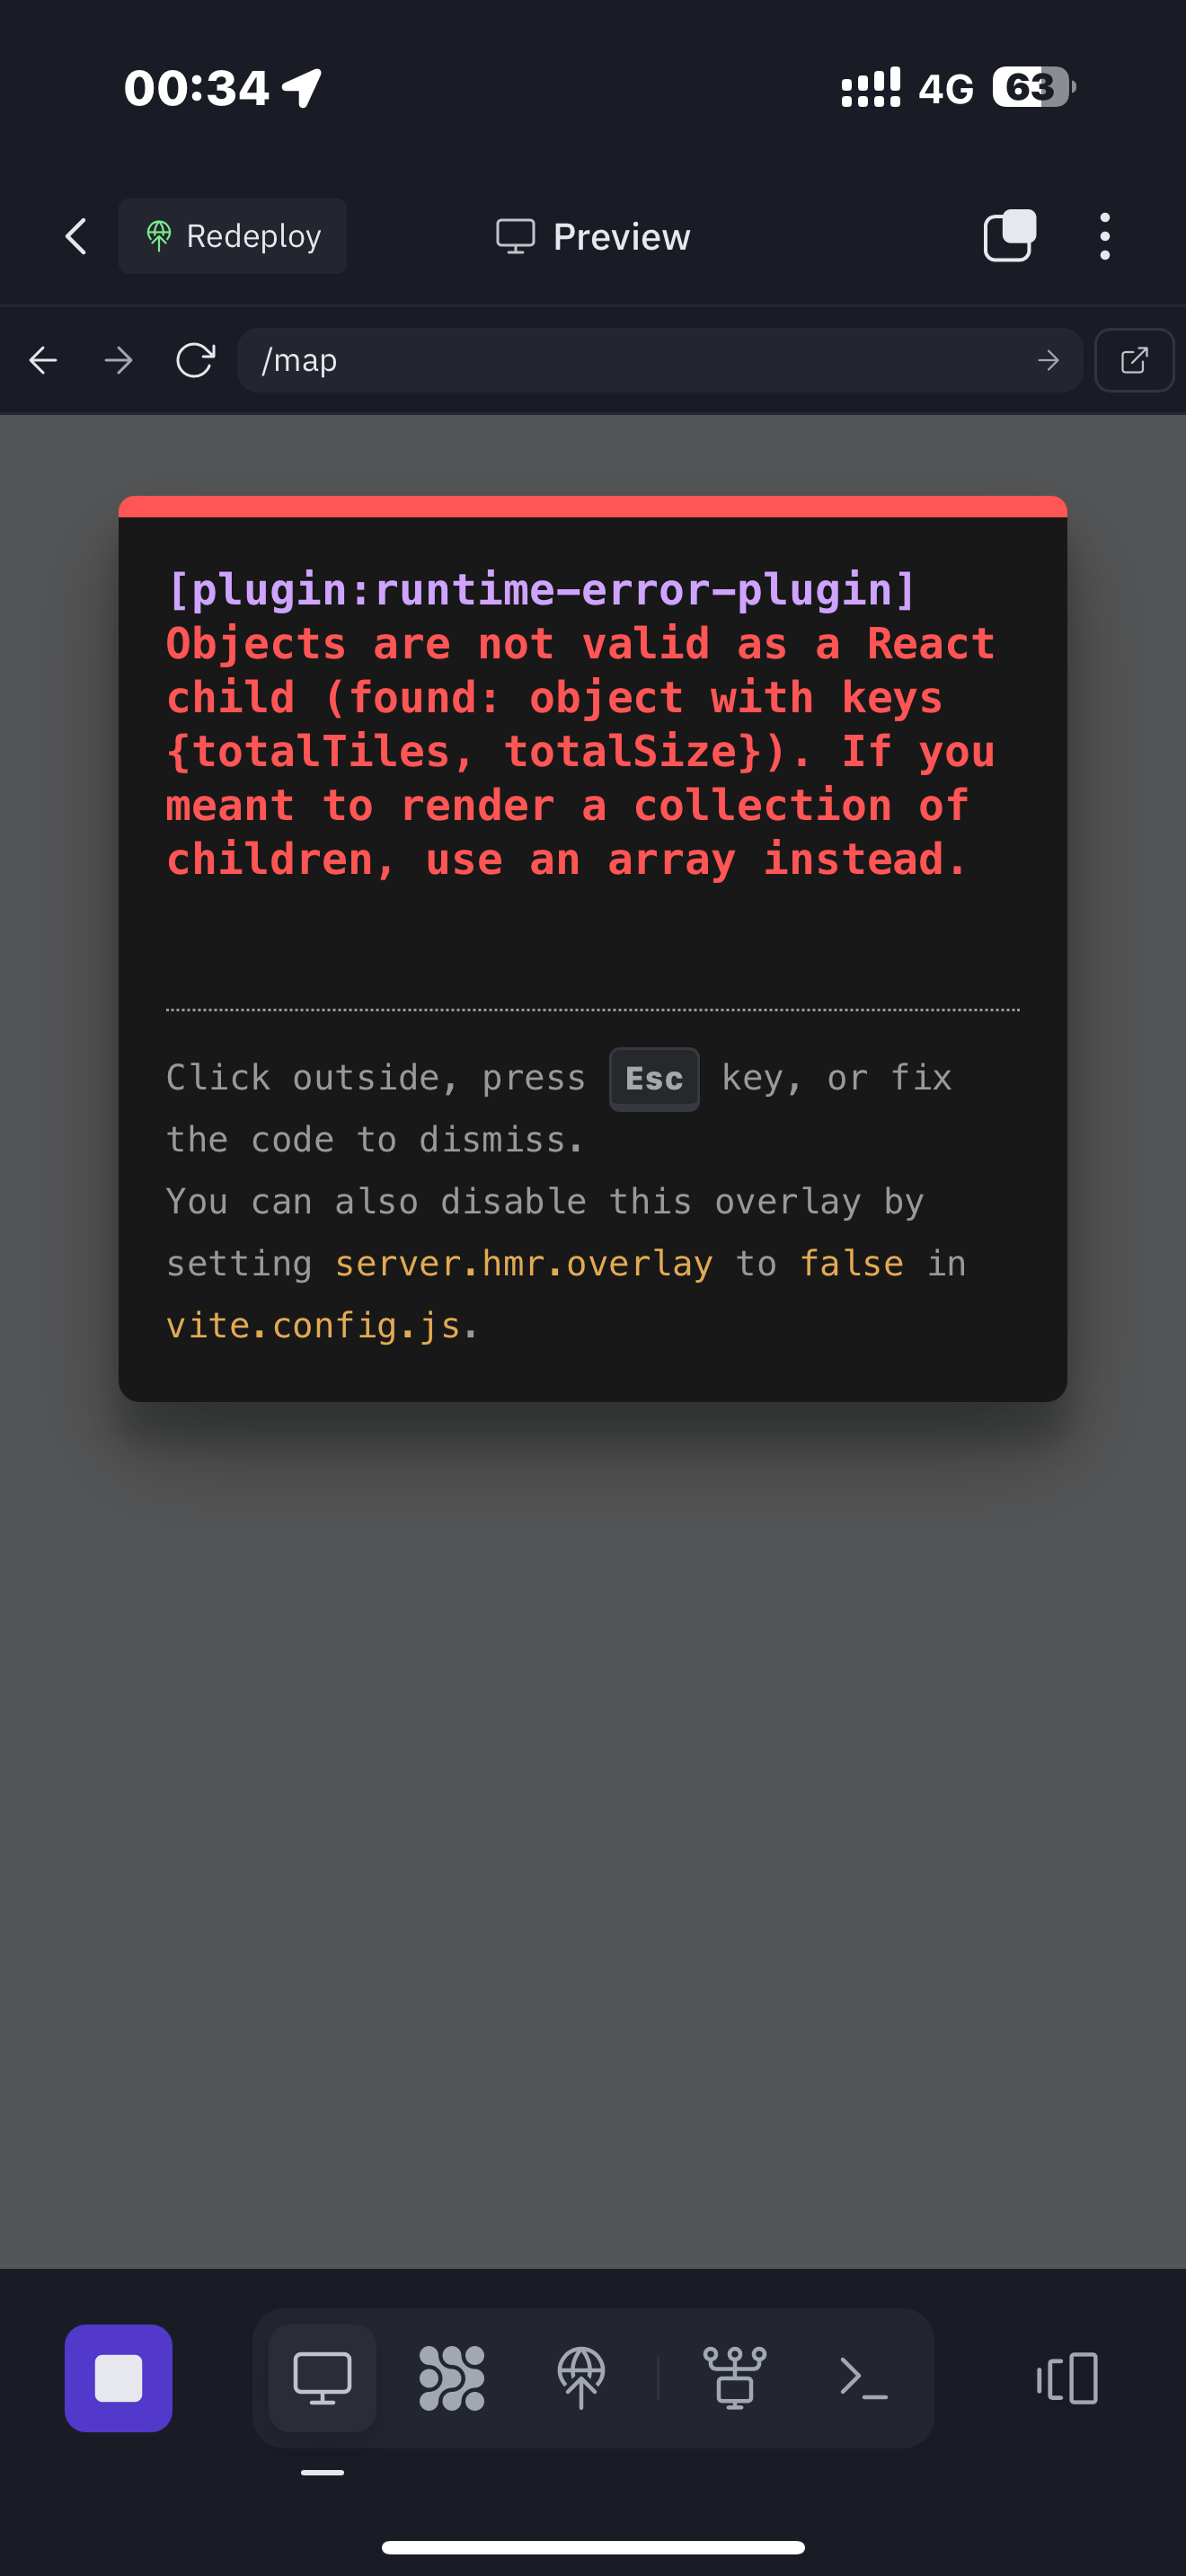 00:34 4G 63
Redeploy Preview
/map
[plugin:runtime-error-plugin]
Objects are not valid as a React
child (found: object with keys
{totalTiles, totalSize}). If you
meant to render a collection of
children, use an array instead.
Click outside, press Esc key, or fix
the code to dismiss.
You can also disable this overlay by
setting server.hmr.overlay to false in
vite.config.js.